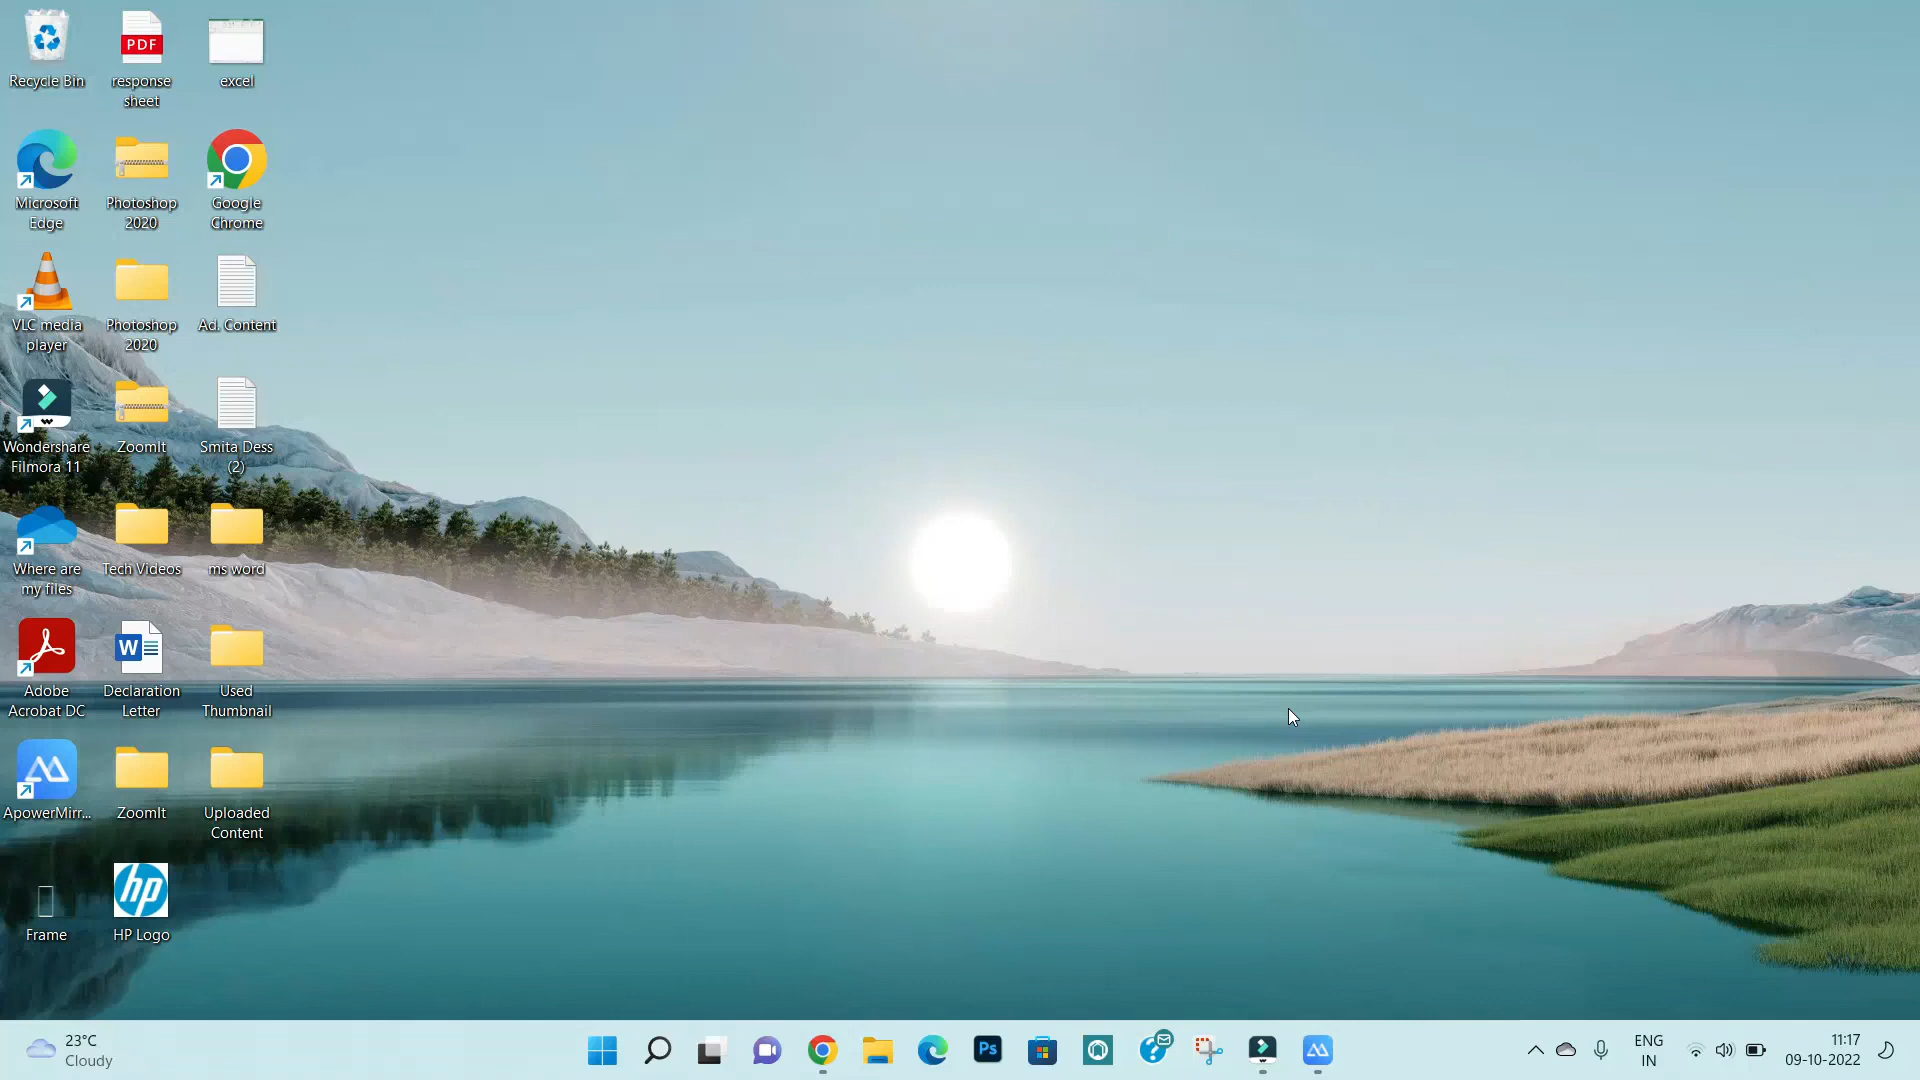 Recycle Bin
PDF
response
sheet
excel
Microsoft
Edge
Photoshop
2020
Google
Chrome
VLC media
player
Photoshop
2020
Ad. Content
Wondershare
Filmora 11
ZoomIt
Smita Dess
(2)
Where are
my files
Tech Videos
ms word
Adobe
Acrobat DC
W
Declaration
Letter
Used
Thumbnail
ApowerMirr...
ZoomIt
Uploaded
Content
Frame
hp
HP Logo
23°C
Cloudy
Ps
ENG
IN
11:17
09-10-2022